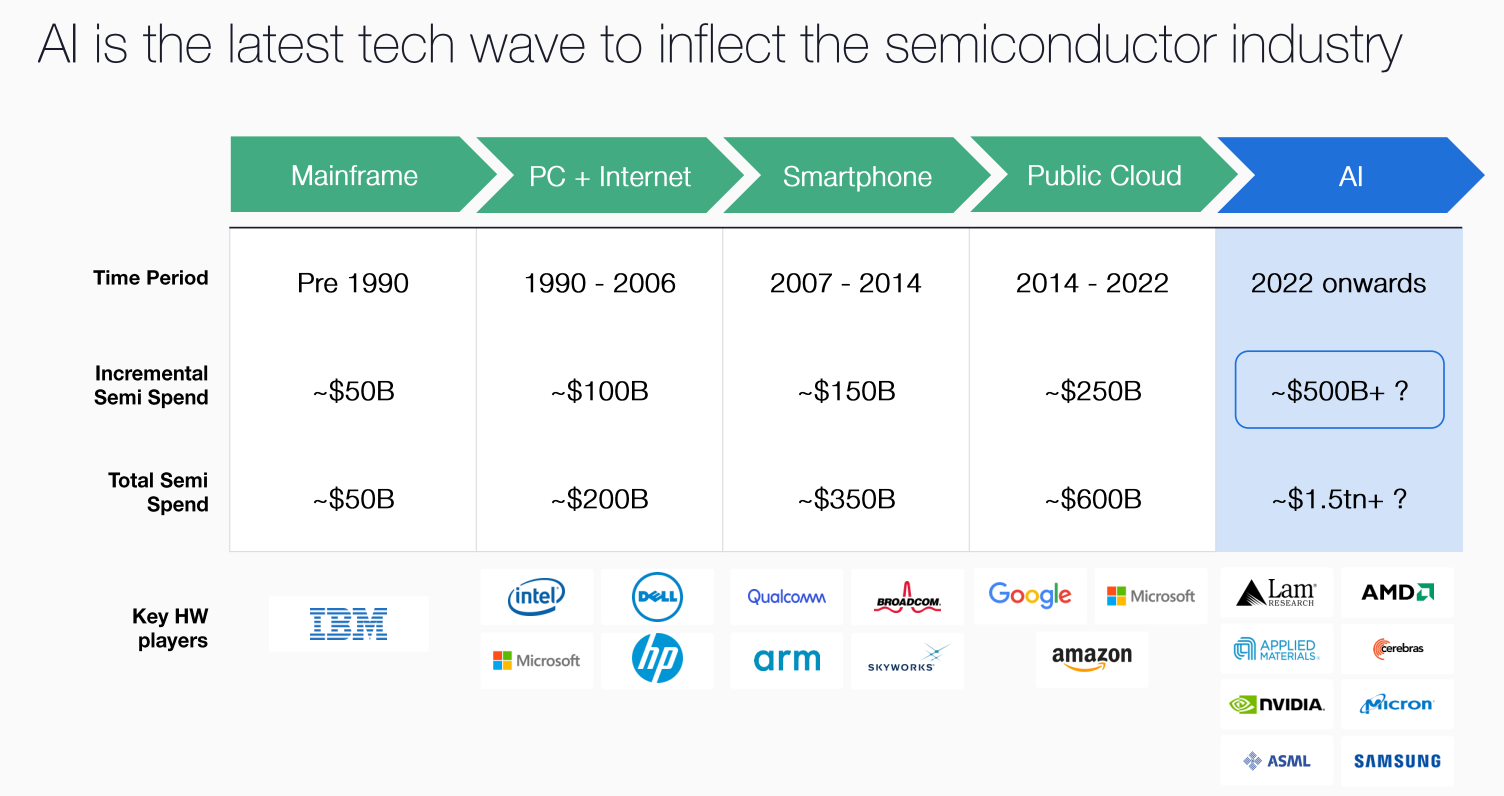 AI is the latest tech wave to inflect the semiconductor industry
Mainframe
PC + Internet
Smartphone
Public Cloud
AI
Time Period
Pre 1990
1990 - 2006
2007 - 2014
2014 - 2022
2022 onwards
Incremental
Semi Spend
~$50B
~$100B
~$150B
~$250B
~$500B+ ?
Total Semi
Spend
~$50B
~$200B
~$350B
~$600B
~$1.5tn+ ?
Key HW
players
IBM
intel
DELL
Microsoft
hp
Qualcomm
BROADCOM
arm
SKYWORKS
Google
Microsoft
amazon
Lam
RESEARCH
AMD
APPLIED
MATERIALS
cerebras
NVIDIA
Micron
ASML
SAMSUNG